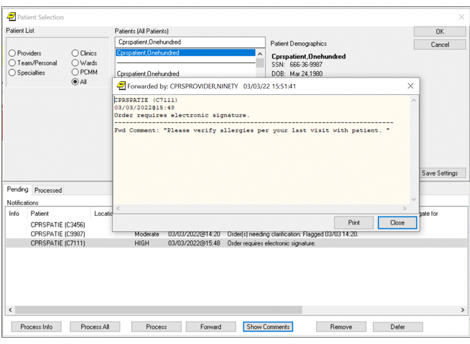 Patient Selection
Patient List
Patients (All Patients)
OK
Cprspatient,Onehundred
Patient Demographics
Cancel
Providers
Clinics
Cprspatient,Onehundred
Cprspatient,Onehundred
Team/Personal
Wards
SSN: 666-36-9987
Specialties
PCMM
Cprspatient,Onehundred
DOB: Mar 24,1980
All
Forwarded by: CPRSPROVIDER,NINETY 03/03/22 15:51:41
CPRSPATIE (C7111)
03/03/2022@15:48
Order requires electronic signature.
Fwd Comment: "Please verify allergies per your last visit with patient. "
Save Settings
Print
Close
Pending
Processed
Notifications
Info
Patient
Locatio
gate for
CPRSPATIE (C3456)
CPRSPATIE (C9987)
Moderate
03/03/2022@14:20
Order(s) needing clarification: Flagged 03/03 14:20.
CPRSPATIE (C7111)
HIGH
03/03/2022@15:48
Order requires electronic signature.
Process Info
Process All
Process
Forward
Show Comments
Remove
Defer